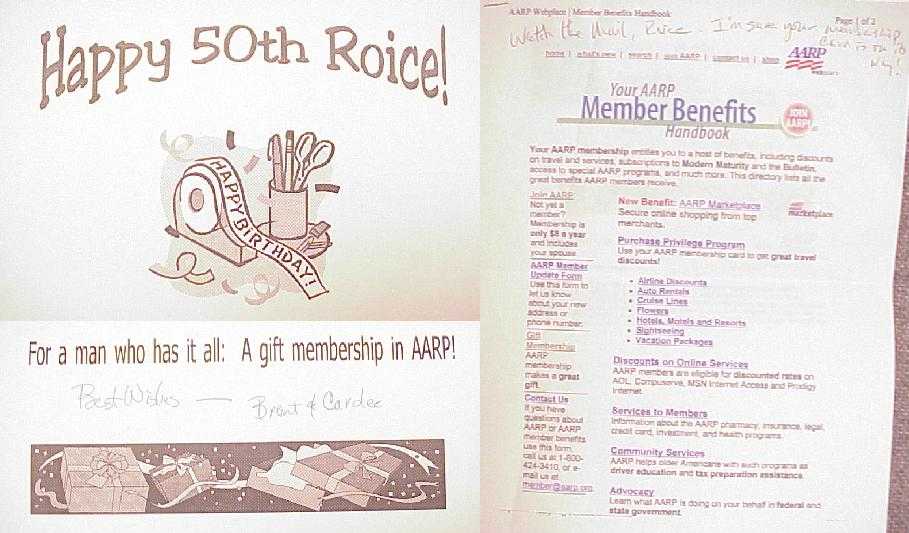 Happy 50th Roice!
HAPPY BIRTHDAY!
For a man who has it all: A gift membership in AARP!
Best Wishes — Brent & Cardee
AARP Webplace | Member Benefits Handbook
Page 1 of 2
Watch the Mail, Roice. I'm sure your membership
is on its
way!
home | what's new | search | join AARP | contact us | shop
AARP
Your AARP
Member Benefits
Handbook
JOIN
AARP!
Your AARP membership entitles you to a host of benefits, including discounts
on travel and services, subscriptions to Modern Maturity and the Bulletin,
access to special AARP programs, and much more. This directory lists all the
great benefits AARP members receive.
Join AARP
Not yet a
member?
Membership is
only $8 a year
and includes
your spouse
AARP Member
Update Form
Use this form to
let us know
about your new
address or
phone number.
Gift
Membership
AARP
membership
makes a great
gift.
Contact Us
If you have
questions about
AARP or AARP
member benefits
use this form,
call us at 1-800-
424-3410, or e-
mail us at
member@aarp.org.
New Benefit: AARP Marketplace
Secure online shopping from top
merchants.
marketplace
Purchase Privilege Program
Use your AARP membership card to get great travel
discounts!
• Airline Discounts
• Auto Rentals
• Cruise Lines
• Flowers
• Hotels, Motels and Resorts
• Sightseeing
• Vacation Packages
Discounts on Online Services
AARP members are eligible for discounted rates on
AOL, Compuserve, MSN Internet Access and Prodigy
Internet.
Services to Members
Information about the AARP pharmacy, insurance, legal,
credit card, investment, and health programs.
Community Services
AARP helps older Americans with such programs as
driver education and tax preparation assistance.
Advocacy
Learn what AARP is doing on your behalf in federal and
state government.